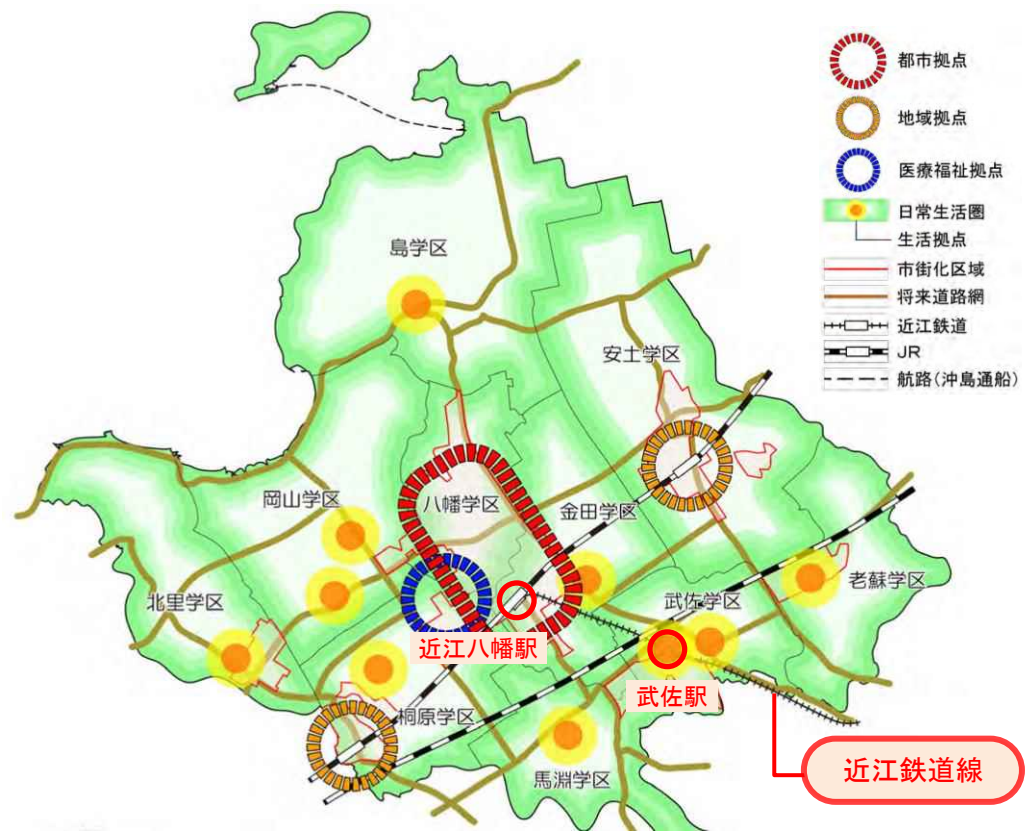 都市拠点
地域拠点
医療福祉拠点
日常生活圏
生活拠点
市街化区域
将来道路網
近江鉄道
JR
航路(沖島通船)
島学区
安土学区
岡山学区
八幡学区
金田学区
北里学区
武佐学区
老蘇学区
近江八幡駅
武佐駅
桐原学区
馬淵学区
近江鉄道線